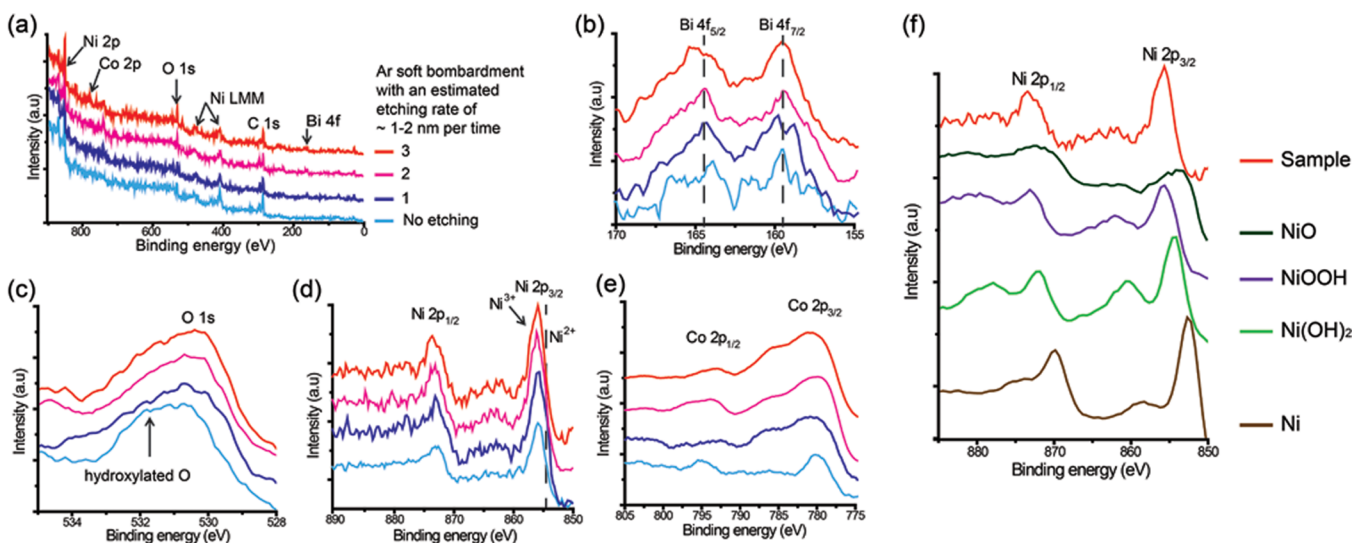 (a)
Ni 2p
Co 2p
O 1s
Ni LMM
C 1s
Bi 4f
Intensity (a.u)
800 600 400 200 0
Binding energy (eV)
Ar soft bombardment
with an estimated
etching rate of
~ 1-2 nm per time
3
2
1
No etching
(b)
Bi 4f5/2
Bi 4f7/2
Intensity (a.u)
170 165 160 155
Binding energy (eV)
(c)
O 1s
hydroxylated O
Intensity (a.u)
534 532 530 528
Binding energy (eV)
(d)
Ni 2p1/2
Ni3+
Ni 2p3/2
Ni2+
Intensity (a.u)
890 880 870 860 850
Binding energy (eV)
(e)
Co 2p1/2
Co 2p3/2
Intensity (a.u)
805 800 795 790 785 780 775
Binding energy (eV)
(f)
Ni 2p1/2
Ni 2p3/2
Intensity (a.u)
880 870 860 850
Binding energy (eV)
Sample
NiO
NiOOH
Ni(OH)2
Ni